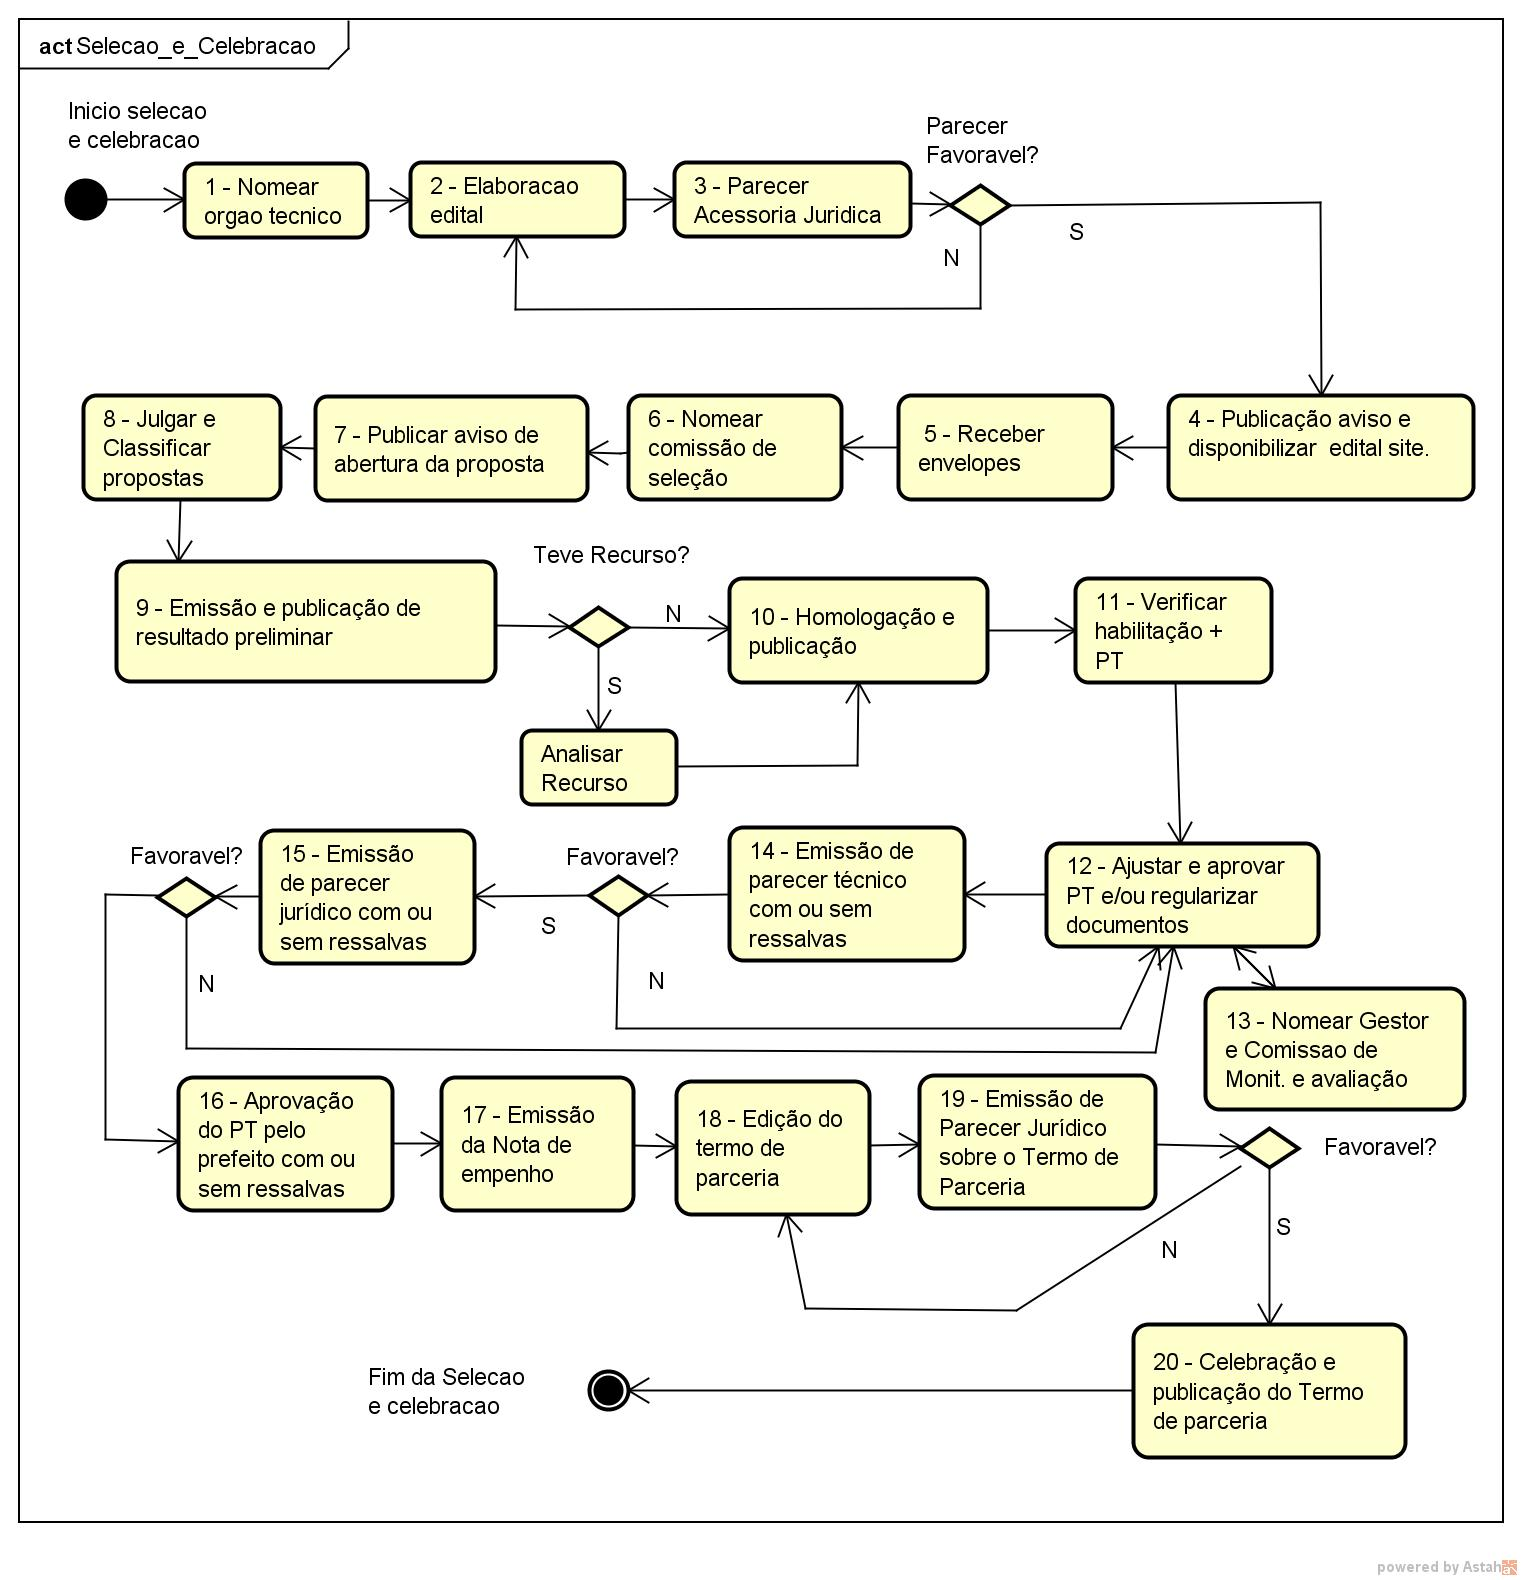 act Selecao_e_Celebracao
Inicio selecao
e celebracao
1 - Nomear
orgao tecnico
2 - Elaboracao
edital
3 - Parecer
Acessoria Juridica
Parecer
Favoravel?
S
N
8 - Julgar e
Classificar
propostas
7 - Publicar aviso de
abertura da proposta
6 - Nomear
comissão de
seleção
5 - Receber
envelopes
4 - Publicação aviso e
disponibilizar  edital site.
9 - Emissão e publicação de
resultado preliminar
Teve Recurso?
N
S
10 - Homologação e
publicação
11 - Verificar
habilitação +
PT
Analisar
Recurso
Favoravel?
15 - Emissão
de parecer
jurídico com ou
sem ressalvas
Favoravel?
S
14 - Emissão de
parecer técnico
com ou sem
ressalvas
12 - Ajustar e aprovar
PT e/ou regularizar
documentos
N
N
13 - Nomear Gestor
e Comissao de
Monit. e avaliação
16 - Aprovação
do PT pelo
prefeito com ou
sem ressalvas
17 - Emissão
da Nota de
empenho
18 - Edição do
termo de
parceria
19 - Emissão de
Parecer Jurídico
sobre o Termo de
Parceria
Favoravel?
S
N
20 - Celebração e
publicação do Termo
de parceria
Fim da Selecao
e celebracao
powered by Astah